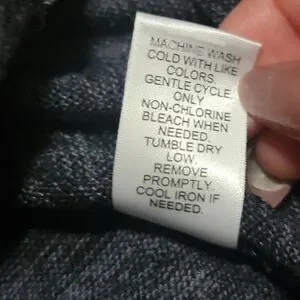 MACHINE WASH
COLD WITH LIKE
COLORS.
GENTLE CYCLE.
ONLY
NON-CHLORINE
BLEACH WHEN
NEEDED.
TUMBLE DRY
LOW.
REMOVE
PROMPTLY.
COOL IRON IF
NEEDED.